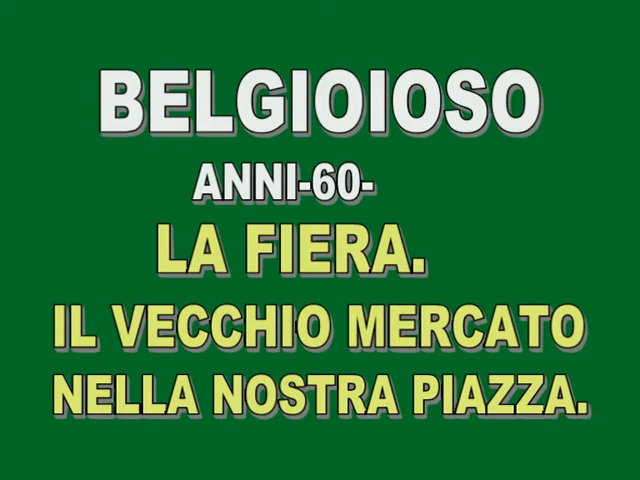 BELGIOIOSO
ANNI-60-
LA FIERA.
IL VECCHIO MERCATO
NELLA NOSTRA PIAZZA.